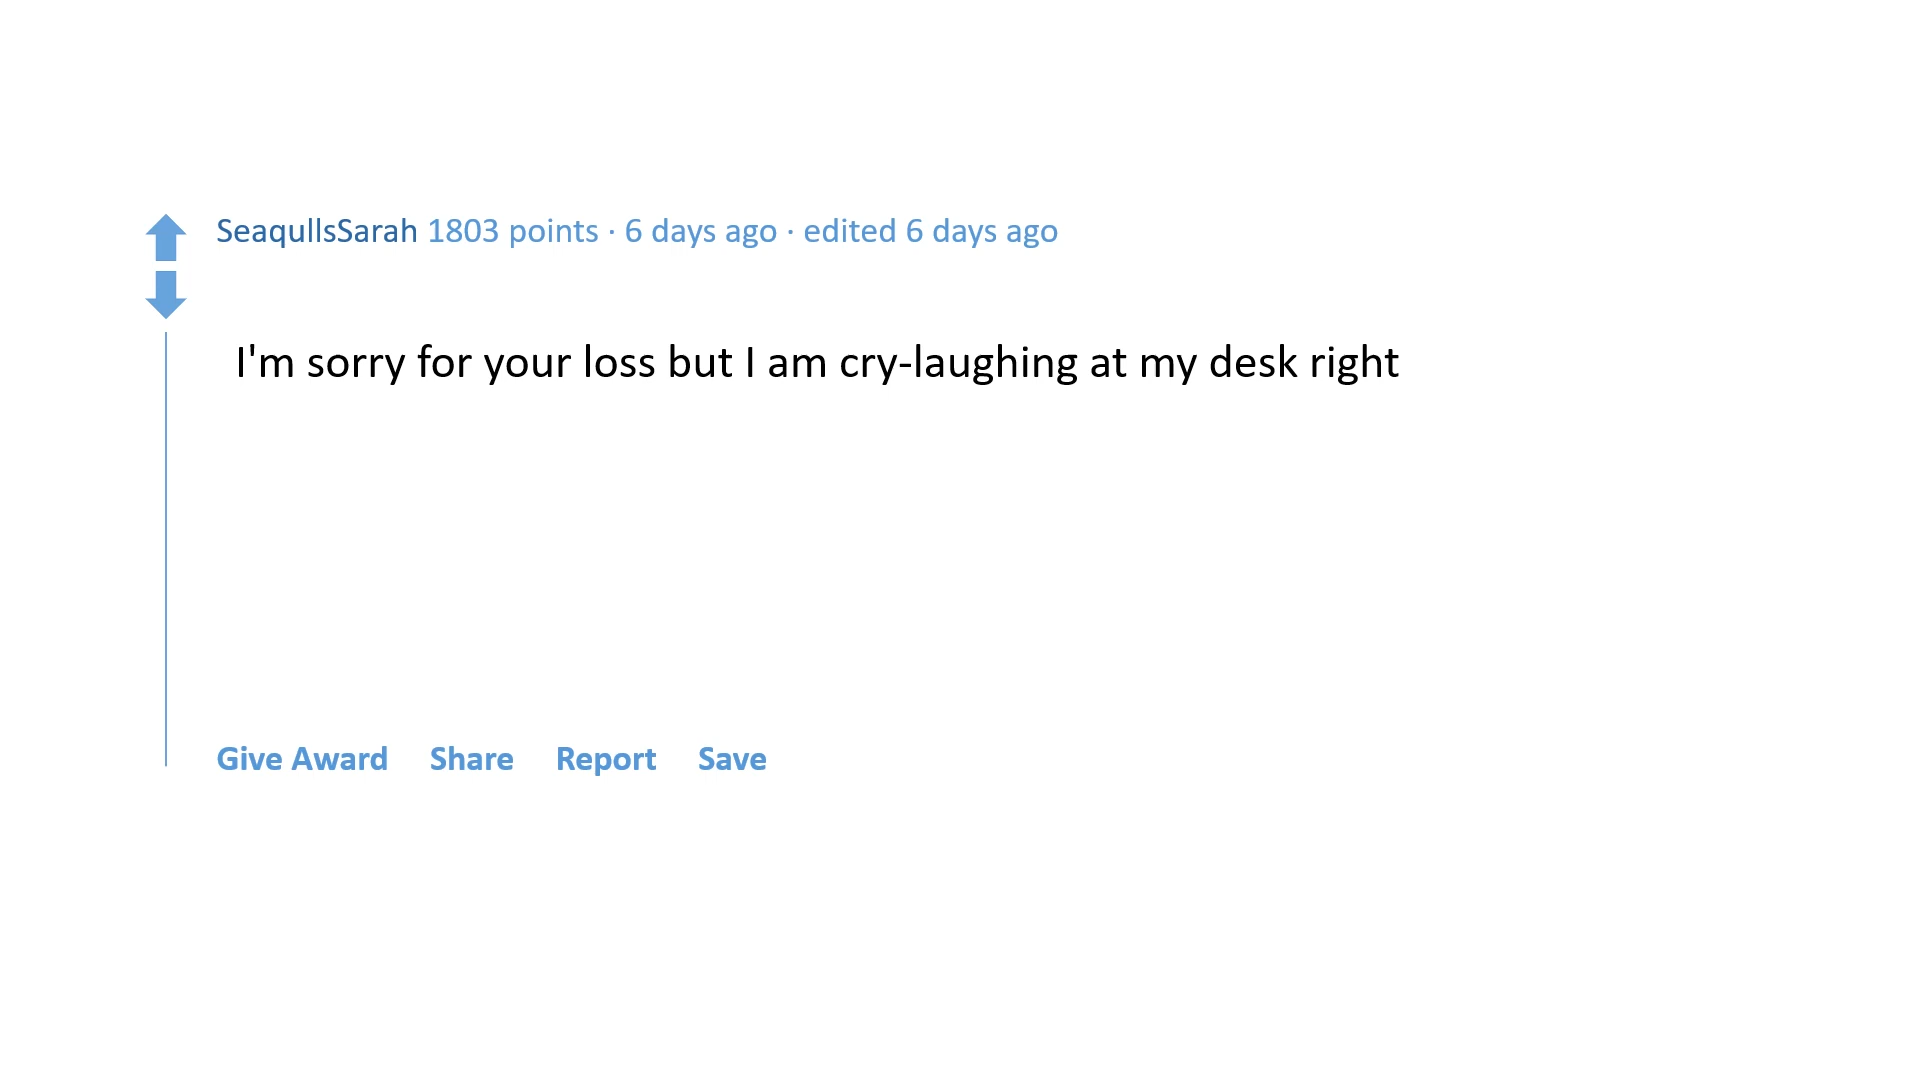 SeaqullsSarah 1803 points · 6 days ago · edited 6 days ago
I'm sorry for your loss but I am cry-laughing at my desk right
Give Award Share Report Save